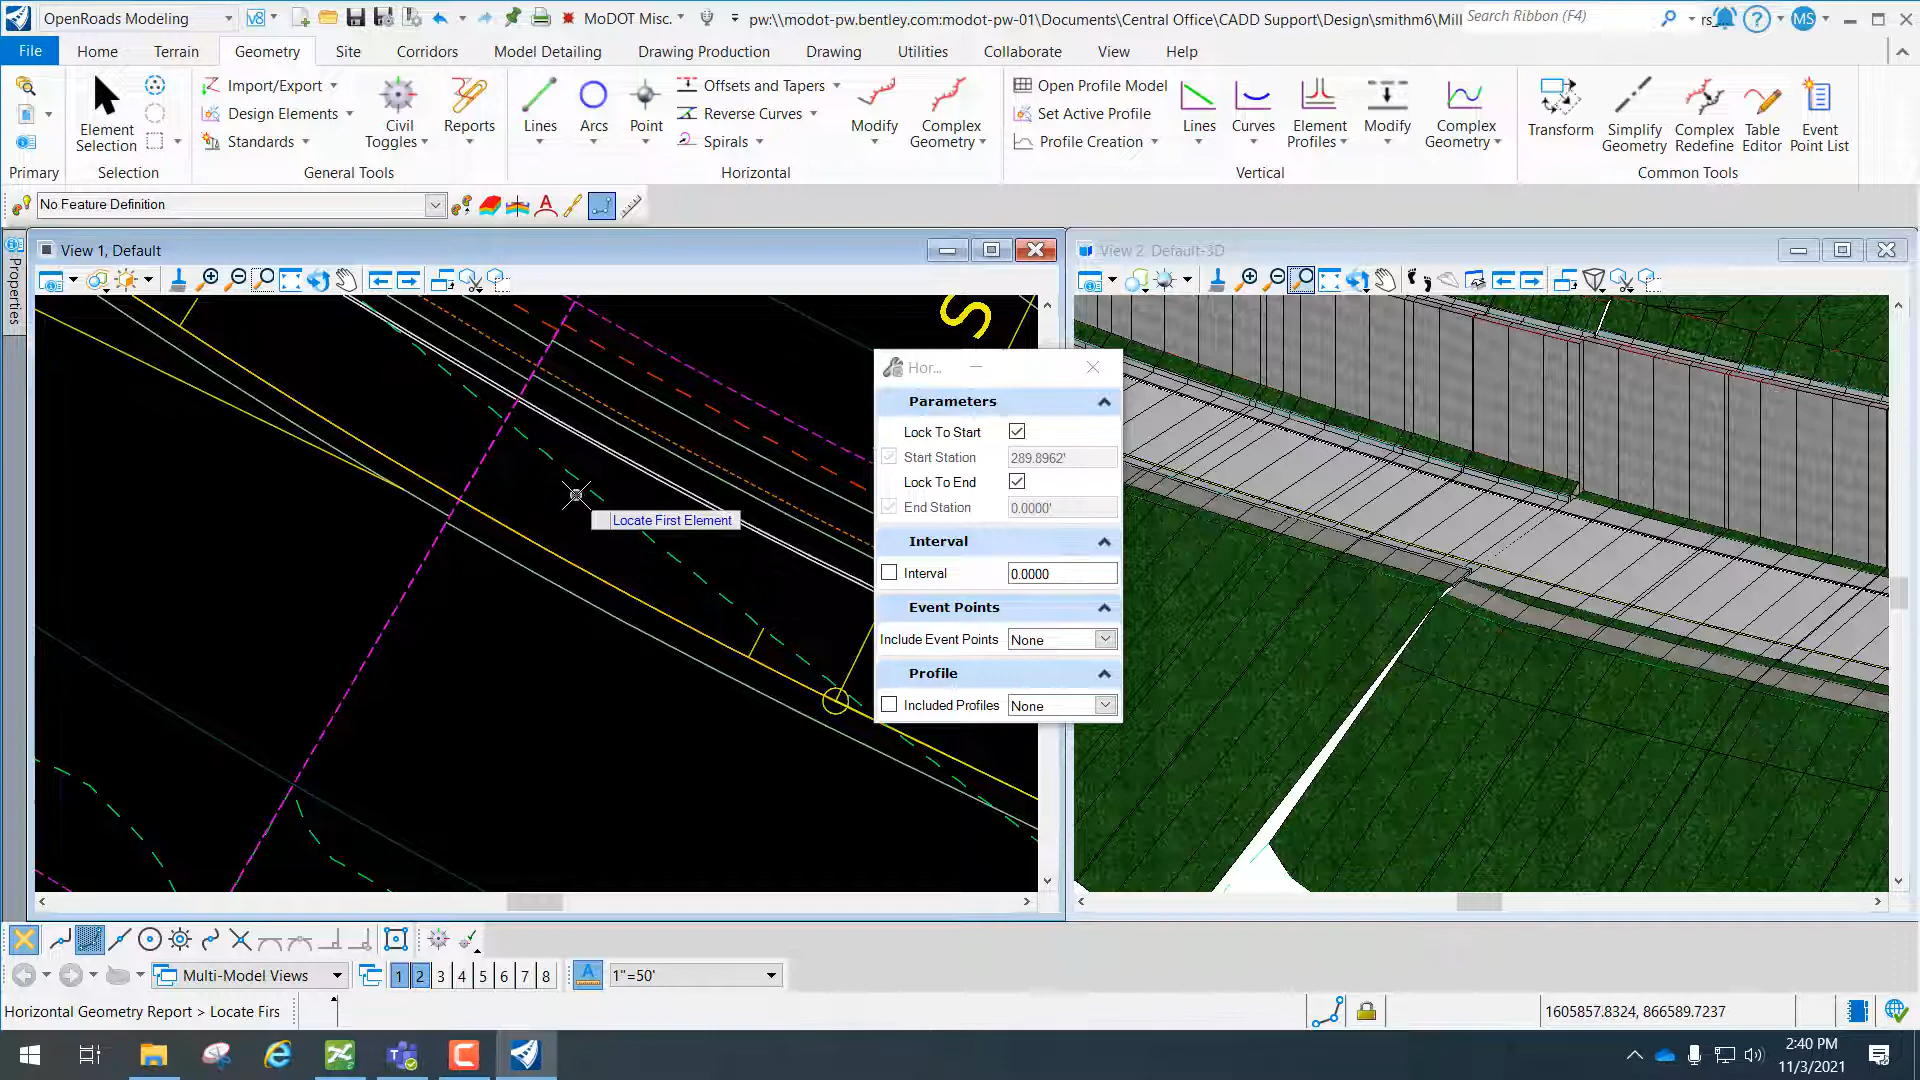 OpenRoads Modeling
MoDOT Misc.
pw:\\modot-pw.bentley.com:modot-pw-01\Documents\Central Office\CADD Support\Design\smithm6\Mill
Search Ribbon (F4)
rs
MS
File
Home
Terrain
Geometry
Site
Corridors
Model Detailing
Drawing Production
Drawing
Utilities
Collaborate
View
Help
Element
Selection
Import/Export
Design Elements
Standards
Civil
Toggles
Reports
Lines
Arcs
Point
Offsets and Tapers
Reverse Curves
Spirals
Modify
Complex
Geometry
Open Profile Model
Set Active Profile
Profile Creation
Lines
Curves
Element
Profiles
Modify
Complex
Geometry
Transform
Simplify
Geometry
Complex
Redefine
Table
Editor
Event
Point List
Primary
Selection
General Tools
Horizontal
Vertical
Common Tools
No Feature Definition
View 1, Default
View 2, Default-3D
Properties
S
Locate First Element
Hor...
Parameters
Lock To Start
Start Station
289.8962'
Lock To End
End Station
0.0000'
Interval
Interval
0.0000
Event Points
Include Event Points
None
Profile
Included Profiles
None
Multi-Model Views
1 2 3 4 5 6 7 8
1"=50'
Horizontal Geometry Report > Locate Firs
1605857.8324, 866589.7237
2:40 PM
11/3/2021